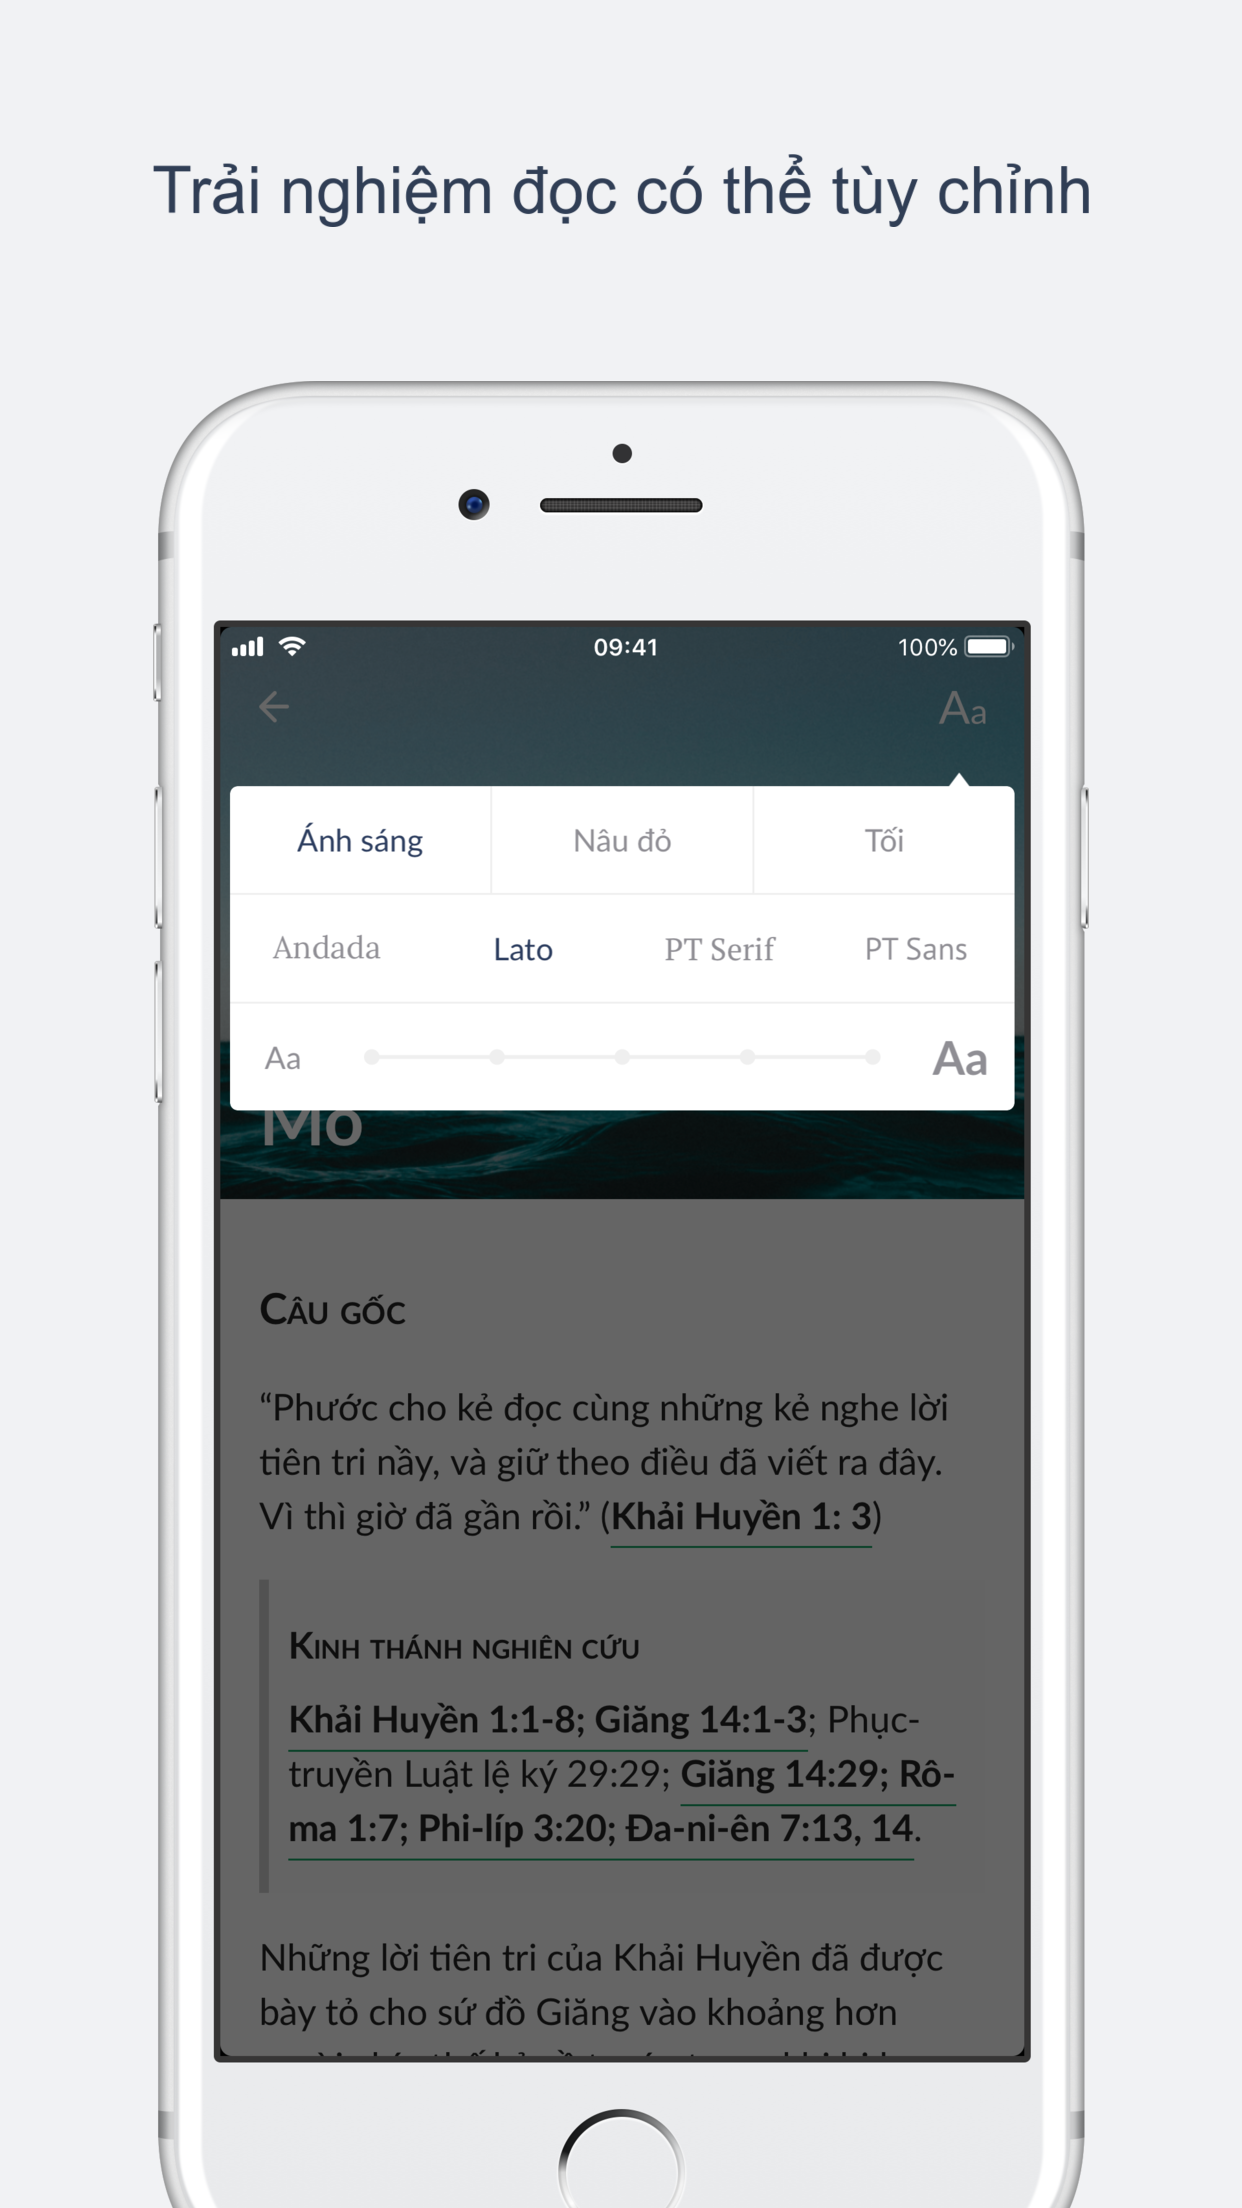 Trải nghiệm đọc có thể tùy chỉnh
09:41
100%
Aa
Ánh sáng
Nâu đỏ
Tối
Andada
Lato
PT Serif
PT Sans
Aa
Aa
CÂU GỐC
“Phước cho kẻ đọc cùng những kẻ nghe lời
tiên tri nầy, và giữ theo điều đã viết ra đây.
Vì thì giờ đã gần rồi.” (Khải Huyền 1: 3)
KINH THÁNH NGHIÊN CỨU
Khải Huyền 1:1-8; Giăng 14:1-3; Phục-
truyền Luật lệ ký 29:29; Giăng 14:29; Rô-
ma 1:7; Phi-líp 3:20; Đa-ni-ên 7:13, 14.
Những lời tiên tri của Khải Huyền đã được
bày tỏ cho sứ đồ Giăng vào khoảng hơn